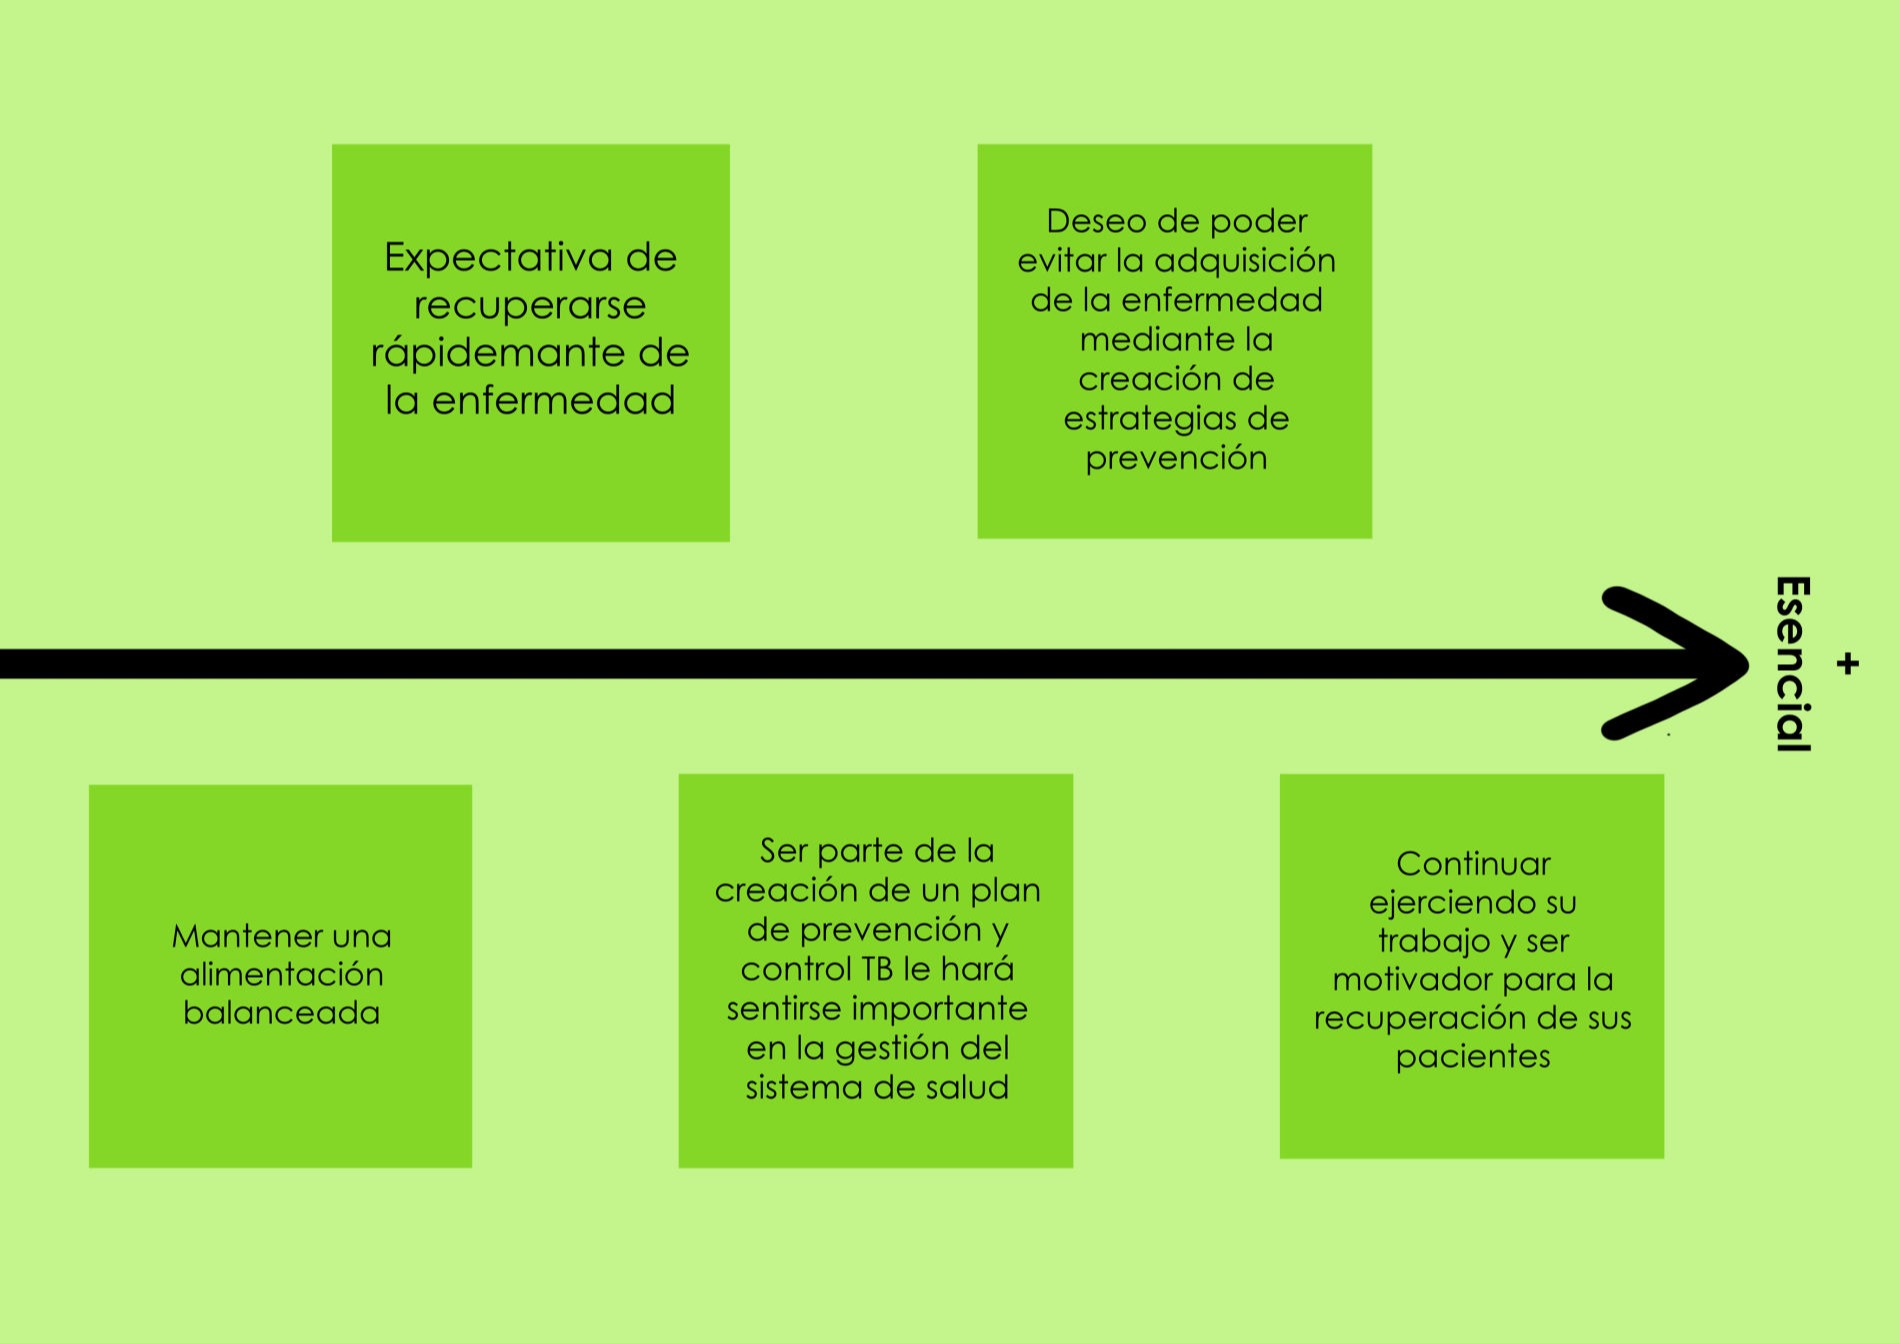 Expectativa de
recuperarse
rápidemante de
la enfermedad
Deseo de poder
evitar la adquisición
de la enfermedad
mediante la
creación de
estrategias de
prevención
+
Esencial
Mantener una
alimentación
balanceada
Ser parte de la
creación de un plan
de prevención y
control TB le hará
sentirse importante
en la gestión del
sistema de salud
Continuar
ejerciendo su
trabajo y ser
motivador para la
recuperación de sus
pacientes